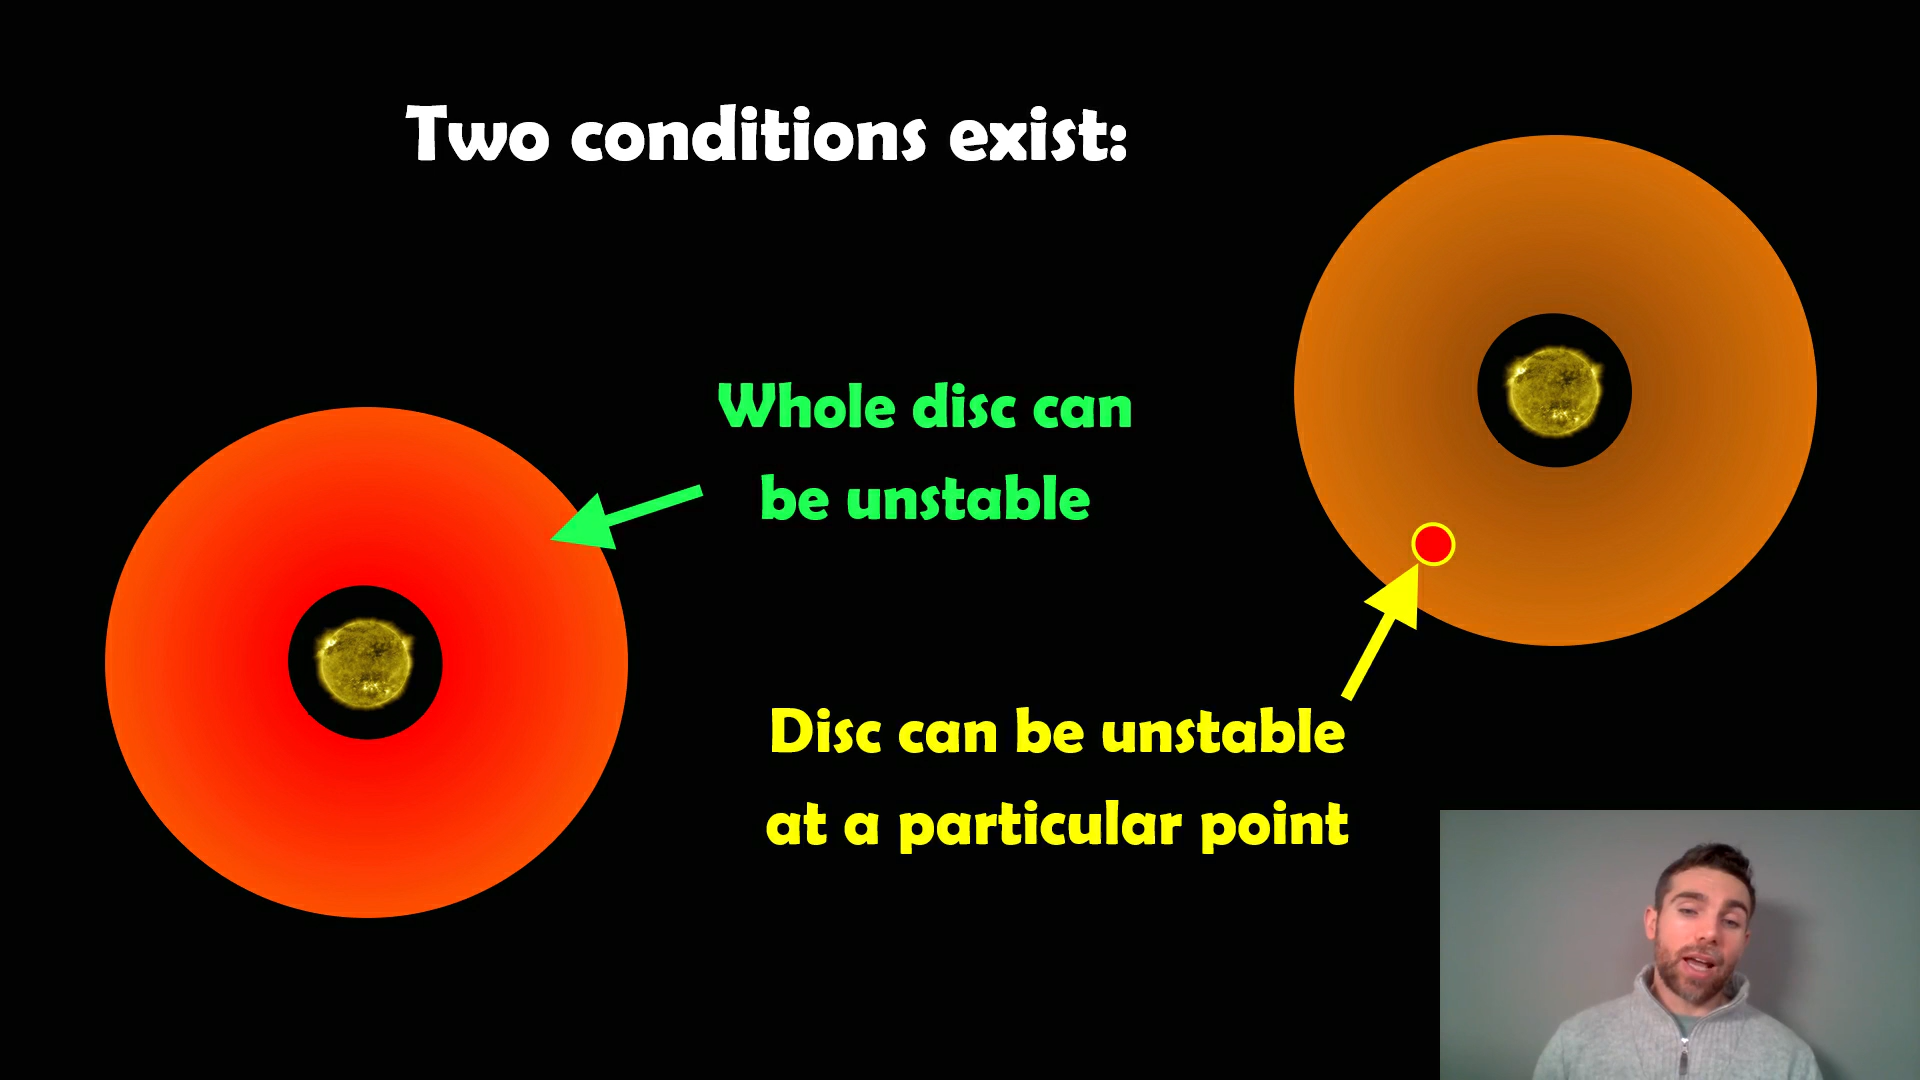 Two conditions exist:
Whole disc can
be unstable
Disc can be unstable
at a particular point